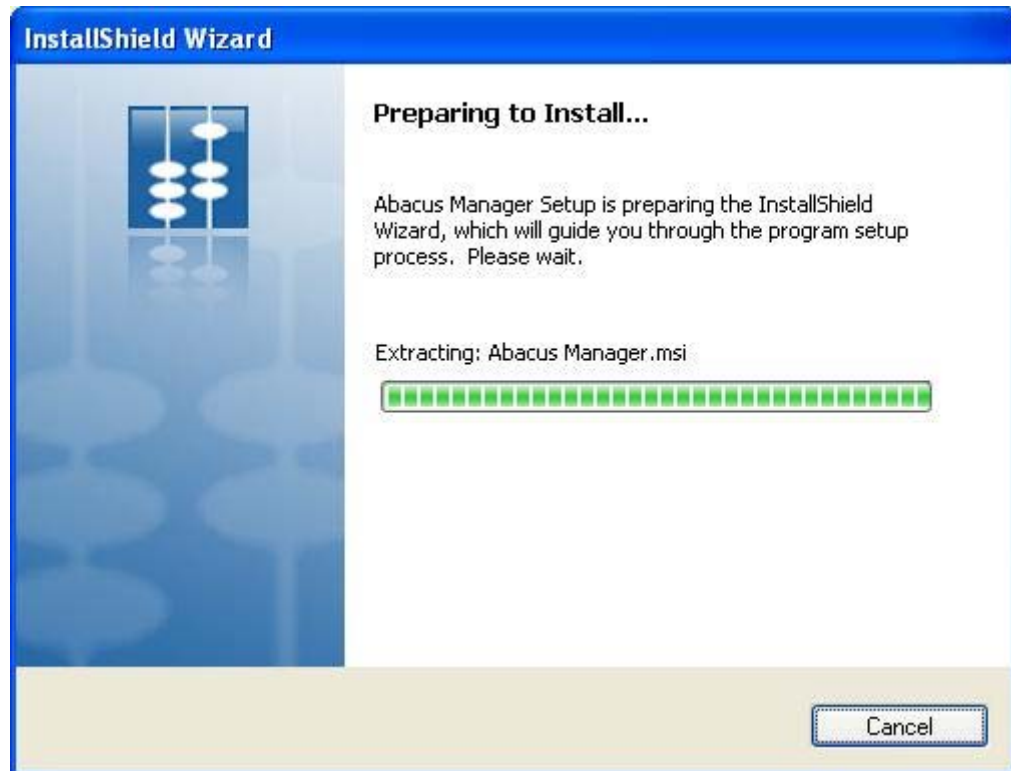 InstallShield Wizard
Preparing to Install...
Abacus Manager Setup is preparing the InstallShield
Wizard, which will guide you through the program setup
process.  Please wait.
Extracting: Abacus Manager.msi
Cancel